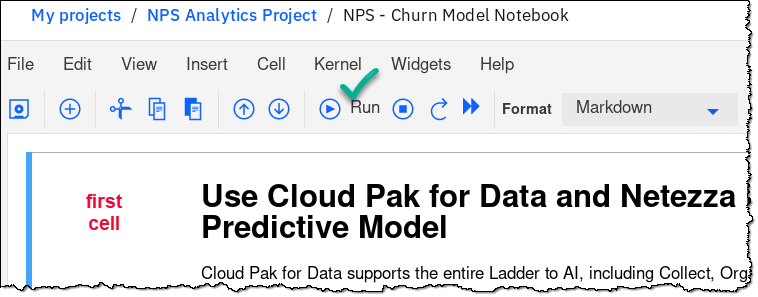 My projects / NPS Analytics Project / NPS - Churn Model Notebook
File Edit View Insert Cell Kernel Widgets Help
Run Format Markdown
first
cell
Use Cloud Pak for Data and Netezza
Predictive Model
Cloud Pak for Data supports the entire Ladder to AI, including Collect, Org